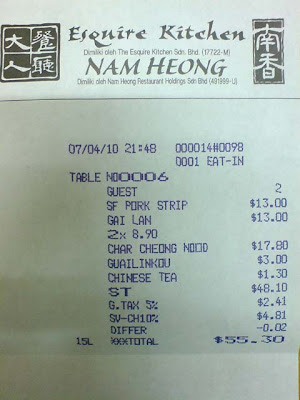 大人餐廳
Esquire Kitchen
Dimiliki oleh The Esquire Kitchen Sdn. Bhd. (17722-M)
NAM HEONG
Dimiliki oleh Nam Heong Restaurant Holdings Sdn Bhd (491999-U)
南香
07/04/10 21:48 000014#0098
0001 EAT-IN
TABLE NO0006
GUEST 2
SF PORK STRIP $13.00
GAI LAN $13.00
2x 8.90
CHAR CHEONG NOOD $17.80
GUAILINKOU $3.00
CHINESE TEA $1.30
ST $48.10
G.TAX 5% $2.41
SV-CH10% $4.81
DIFFER -0.02
15L XXXTOTAL $55.30